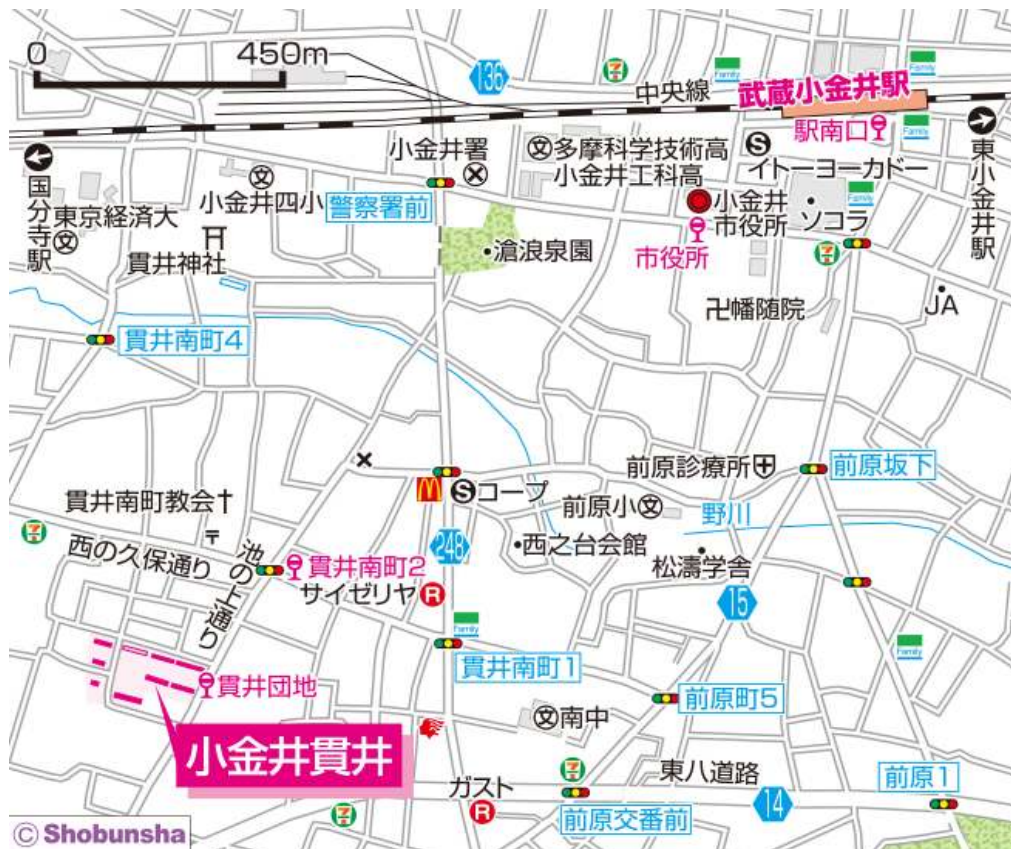 0 450m
136
中央線
武蔵小金井駅
駅南口
Family
Family
Family
Family
小金井署
多摩科学技術高
小金井工科高
イトーヨーカドー
東小金井駅
国分寺駅
東京経済大
小金井四小
警察署前
小金井
市役所
ソコラ
市役所
貫井神社
滄浪泉園
JA
卍幡随院
貫井南町4
前原診療所
前原坂下
コープ
前原小
野川
貫井南町教会
西の久保通り
池の上通り
貫井南町2
248
西之台会館
松濤学舎
サイゼリヤ
15
Family
Family
貫井南町1
貫井団地
前原町5
南中
小金井貫井
東八道路
前原1
ガスト
14
前原交番前
© Shobunsha